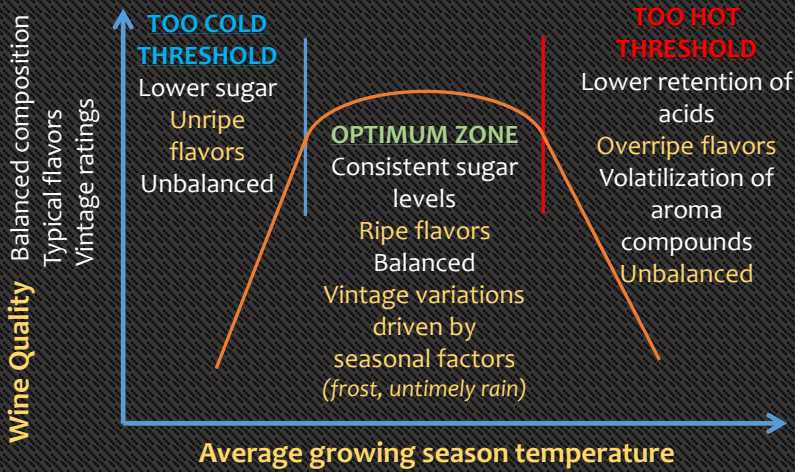 Wine Quality
Balanced composition
Typical flavors
Vintage ratings
TOO COLD
THRESHOLD
Lower sugar
Unripe
flavors
Unbalanced
OPTIMUM ZONE
Consistent sugar
levels
Ripe flavors
Balanced
Vintage variations
driven by
seasonal factors
(frost, untimely rain)
TOO HOT
THRESHOLD
Lower retention of
acids
Overripe flavors
Volatilization of
aroma
compounds
Unbalanced
Average growing season temperature